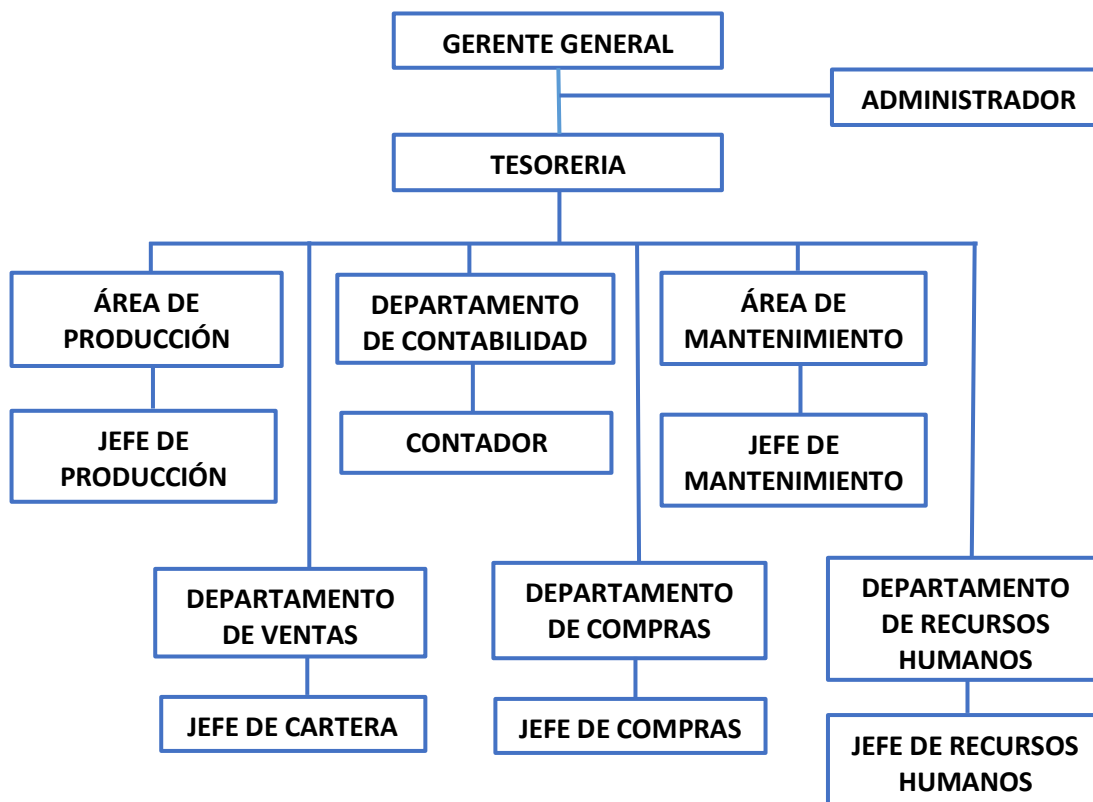 GERENTE GENERAL
ADMINISTRADOR
TESORERIA
ÁREA DE
PRODUCCIÓN
DEPARTAMENTO
DE CONTABILIDAD
ÁREA DE
MANTENIMIENTO
JEFE DE
PRODUCCIÓN
CONTADOR
JEFE DE
MANTENIMIENTO
DEPARTAMENTO
DE VENTAS
DEPARTAMENTO
DE COMPRAS
DEPARTAMENTO
DE RECURSOS
HUMANOS
JEFE DE CARTERA
JEFE DE COMPRAS
JEFE DE RECURSOS
HUMANOS